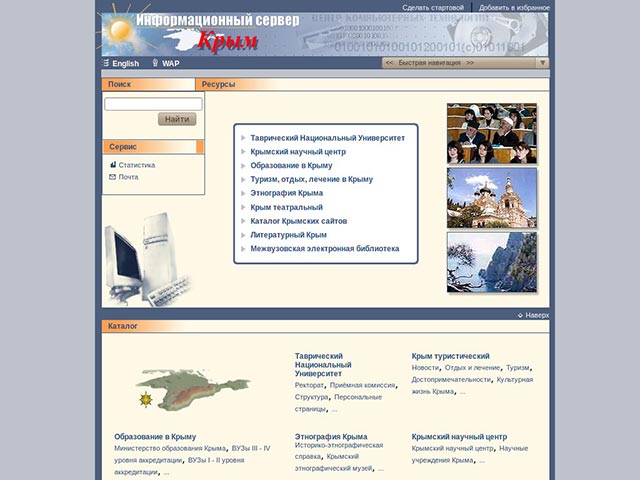 Сделать стартовой
Добавить в избранное
Информационный сервер
ЦЕНТР КОМПЬЮТЕРНЫХ ТЕХНОЛОГИЙ
Крым
English
WAP
<< Быстрая навигация >>
Поиск
Ресурсы
Найти
Сервис
Статистика
Почта
Таврический Национальный Университет
Крымский научный центр
Образование в Крыму
Туризм, отдых, лечение в Крыму
Этнография Крыма
Крым театральный
Каталог Крымских сайтов
Литературный Крым
Межвузовская электронная библиотека
Наверх
Каталог
Таврический
Национальный
Университет
Ректорат, Приёмная комиссия,
Структура, Персональные
страницы, ...
Крым туристический
Новости, Отдых и лечение, Туризм,
Достопримечательности, Культурная
жизнь Крыма, ...
Образование в Крыму
Министерство образования Крыма, ВУЗы III - IV
уровня аккредитации, ВУЗы I - II уровня
аккредитации, ...
Этнография Крыма
Историко-этнографическая
справка, Крымский
этнографический музей, ...
Крымский научный центр
Крымский научный центр, Научные
учреждения Крыма, ...